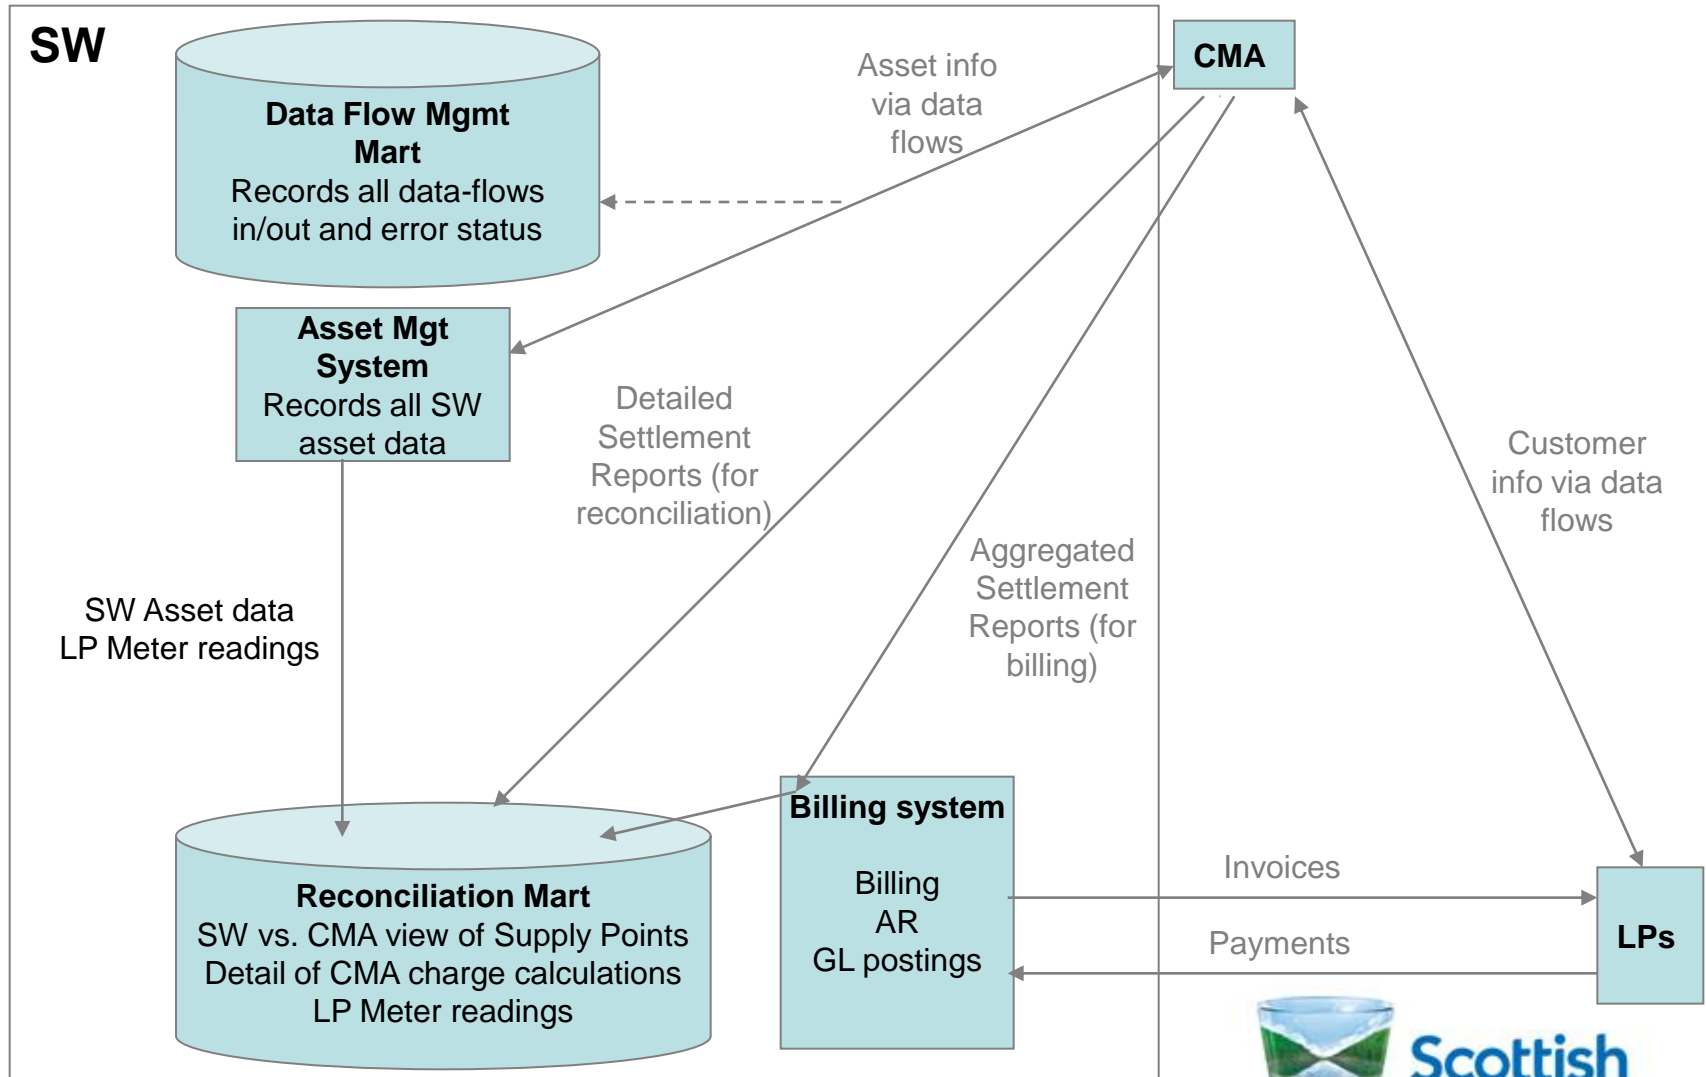 SW
Data Flow Mgmt
Mart
Records all data-flows
in/out and error status
Asset info
via data
flows
CMA
Asset Mgt
System
Records all SW
asset data
Detailed
Settlement
Reports (for
reconciliation)
Customer
info via data
flows
Aggregated
Settlement
Reports (for
billing)
SW Asset data
LP Meter readings
Billing system
Billing
AR
GL postings
Reconciliation Mart
SW vs. CMA view of Supply Points
Detail of CMA charge calculations
LP Meter readings
Invoices
Payments
LPs
Scottish